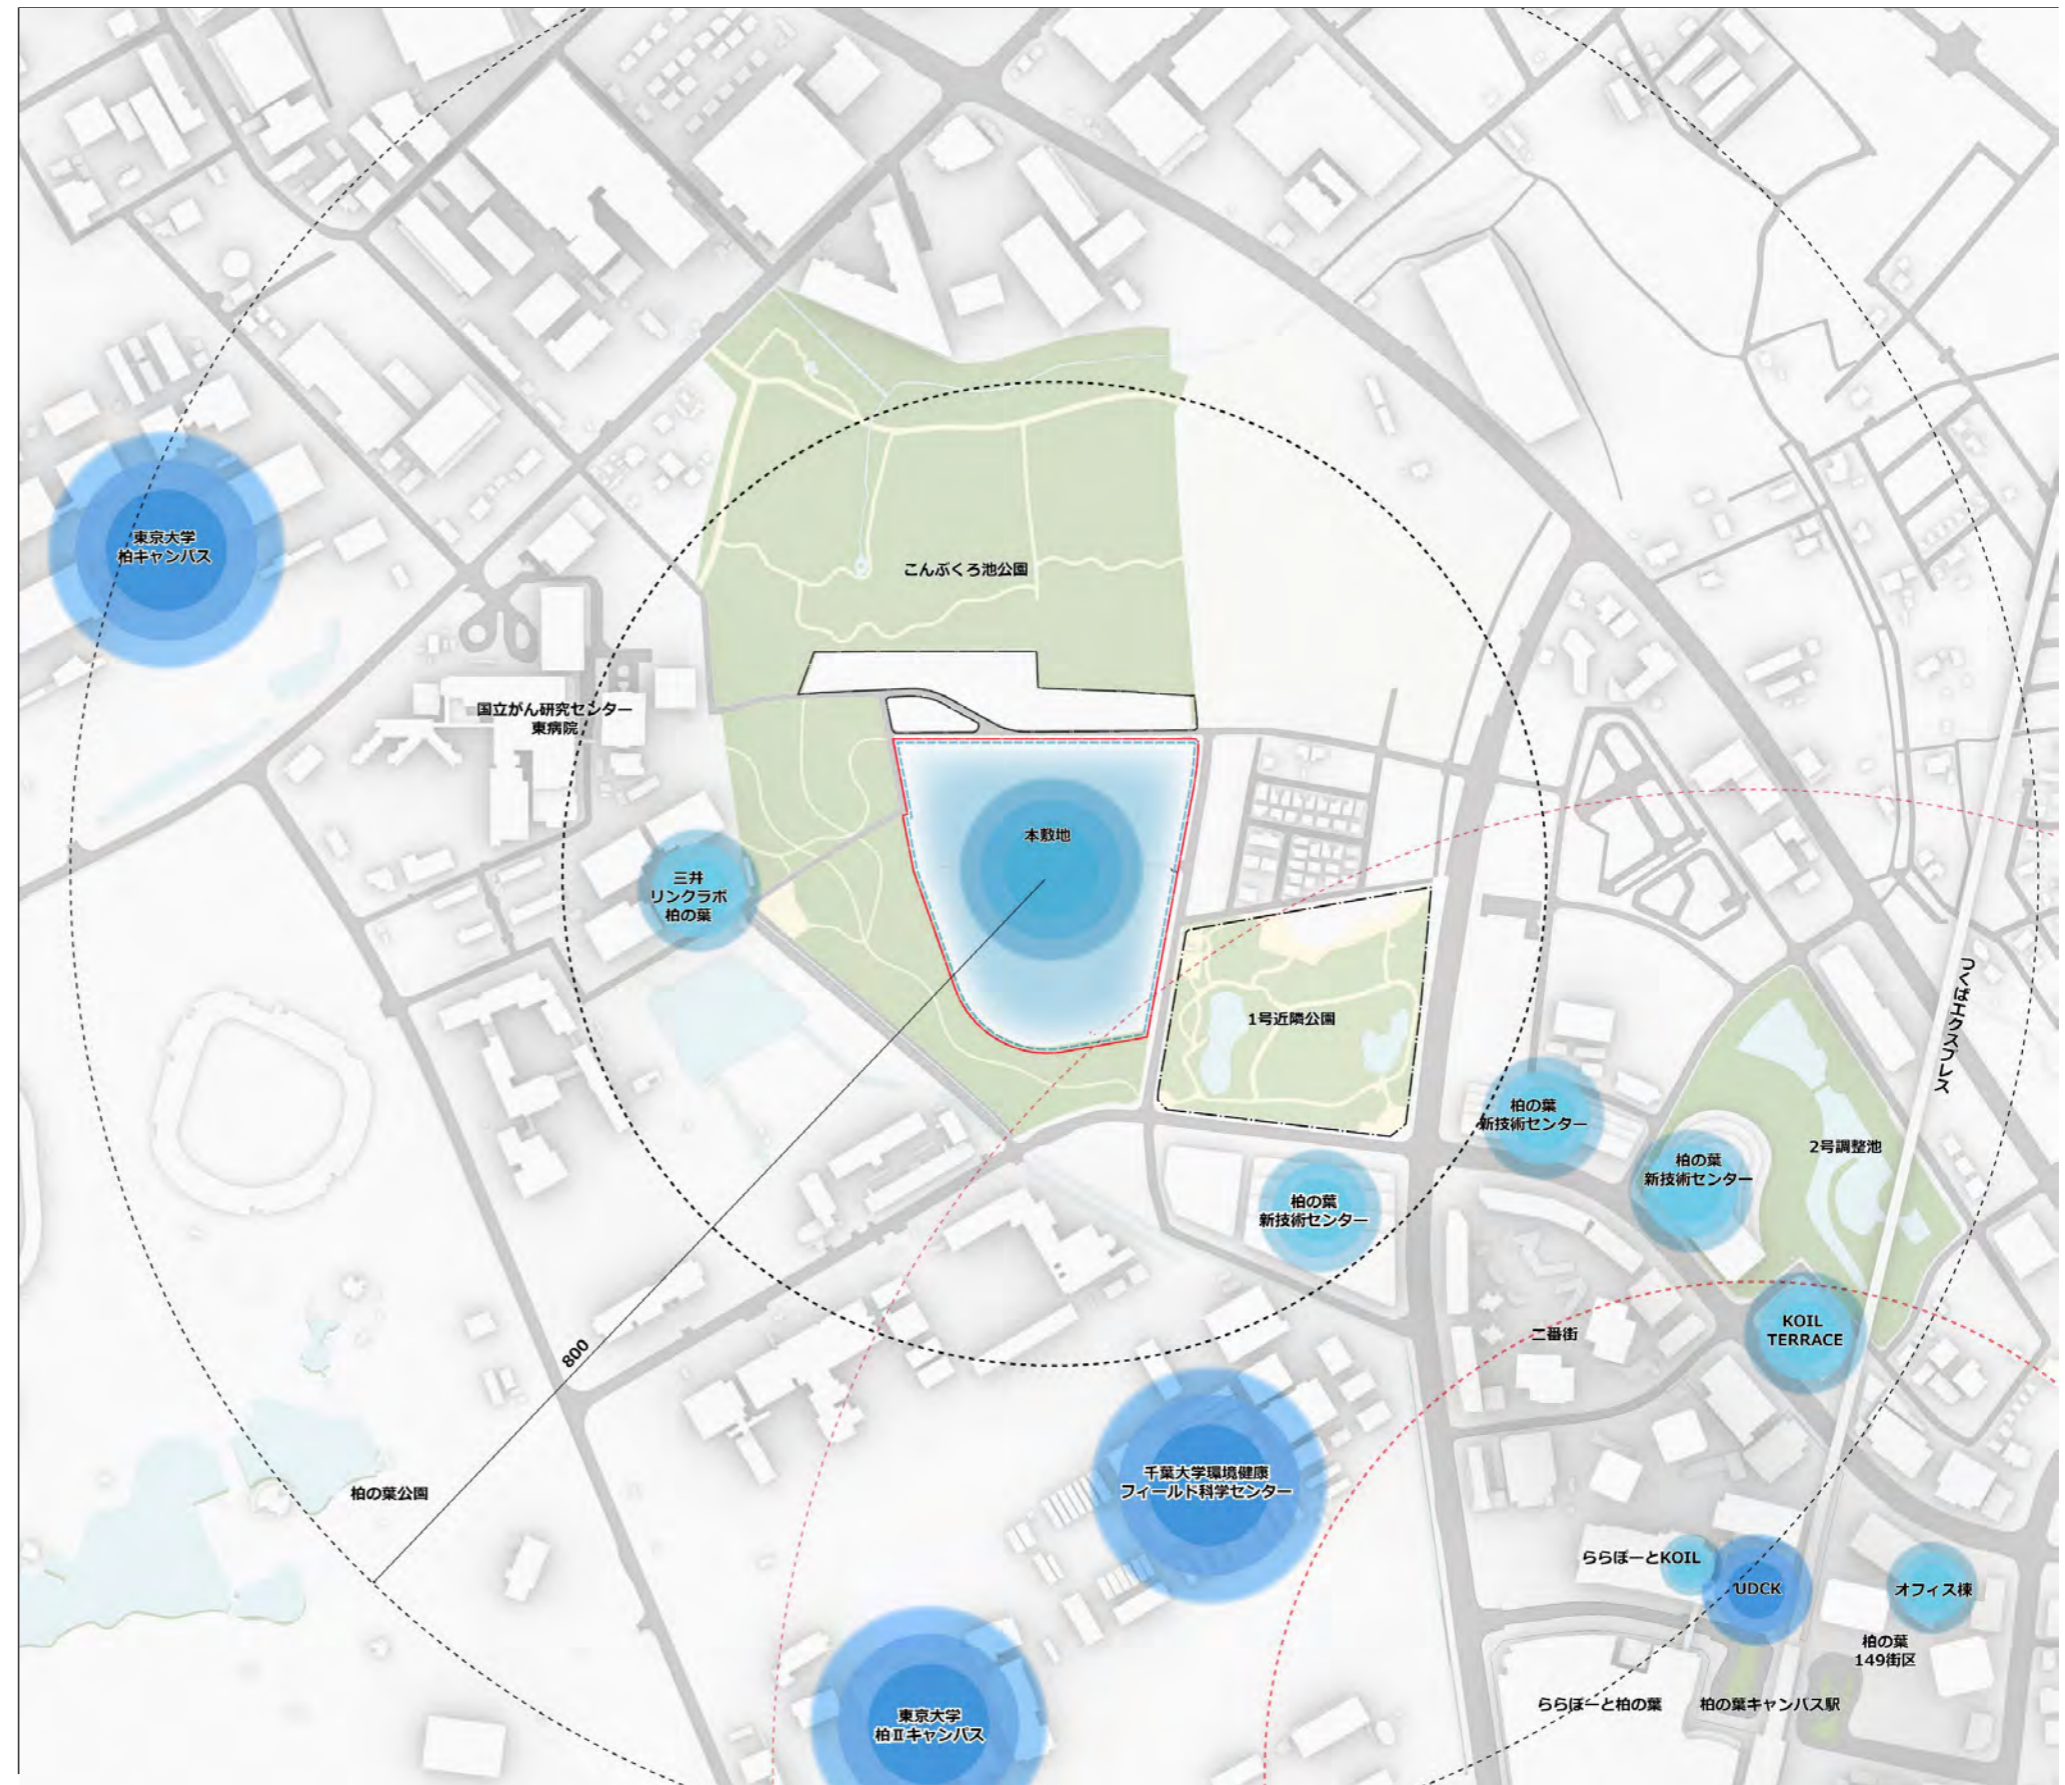 東京大学
柏キャンパス
こんぶくろ池公園
国立がん研究センター
東病院
本敷地
三井
リンクラボ
柏の葉
1号近隣公園
つくばエクスプレス
柏の葉
新技術センター
柏の葉
新技術センター
2号調整池
柏の葉
新技術センター
KOIL
TERRACE
二番街
800
千葉大学環境健康
フィールド科学センター
柏の葉公園
ららぽーとKOIL
UDCK
オフィス棟
柏の葉
149街区
ららぽーと柏の葉
柏の葉キャンパス駅
東京大学
柏Ⅱキャンパス